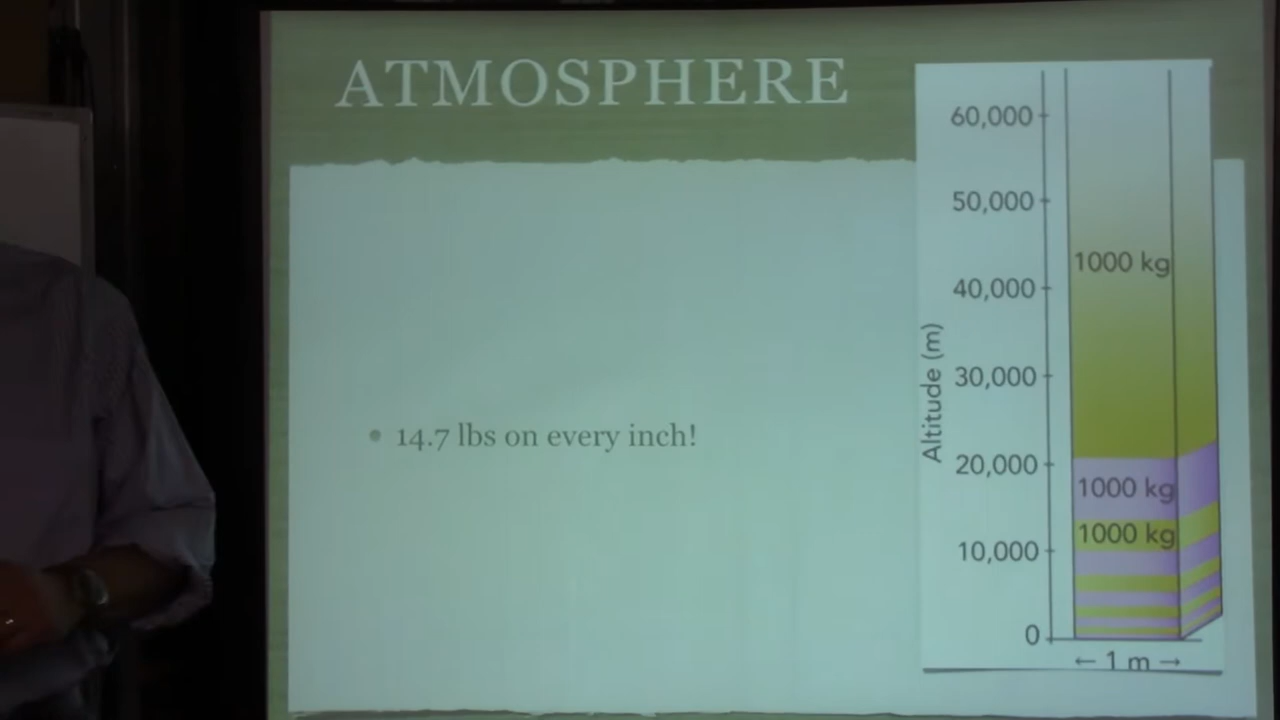 ATMOSPHERE
• 14.7 lbs on every inch!
Altitude (m)
60,000
50,000
40,000
30,000
20,000
10,000
0
1000 kg
1000 kg
1000 kg
← 1 m →